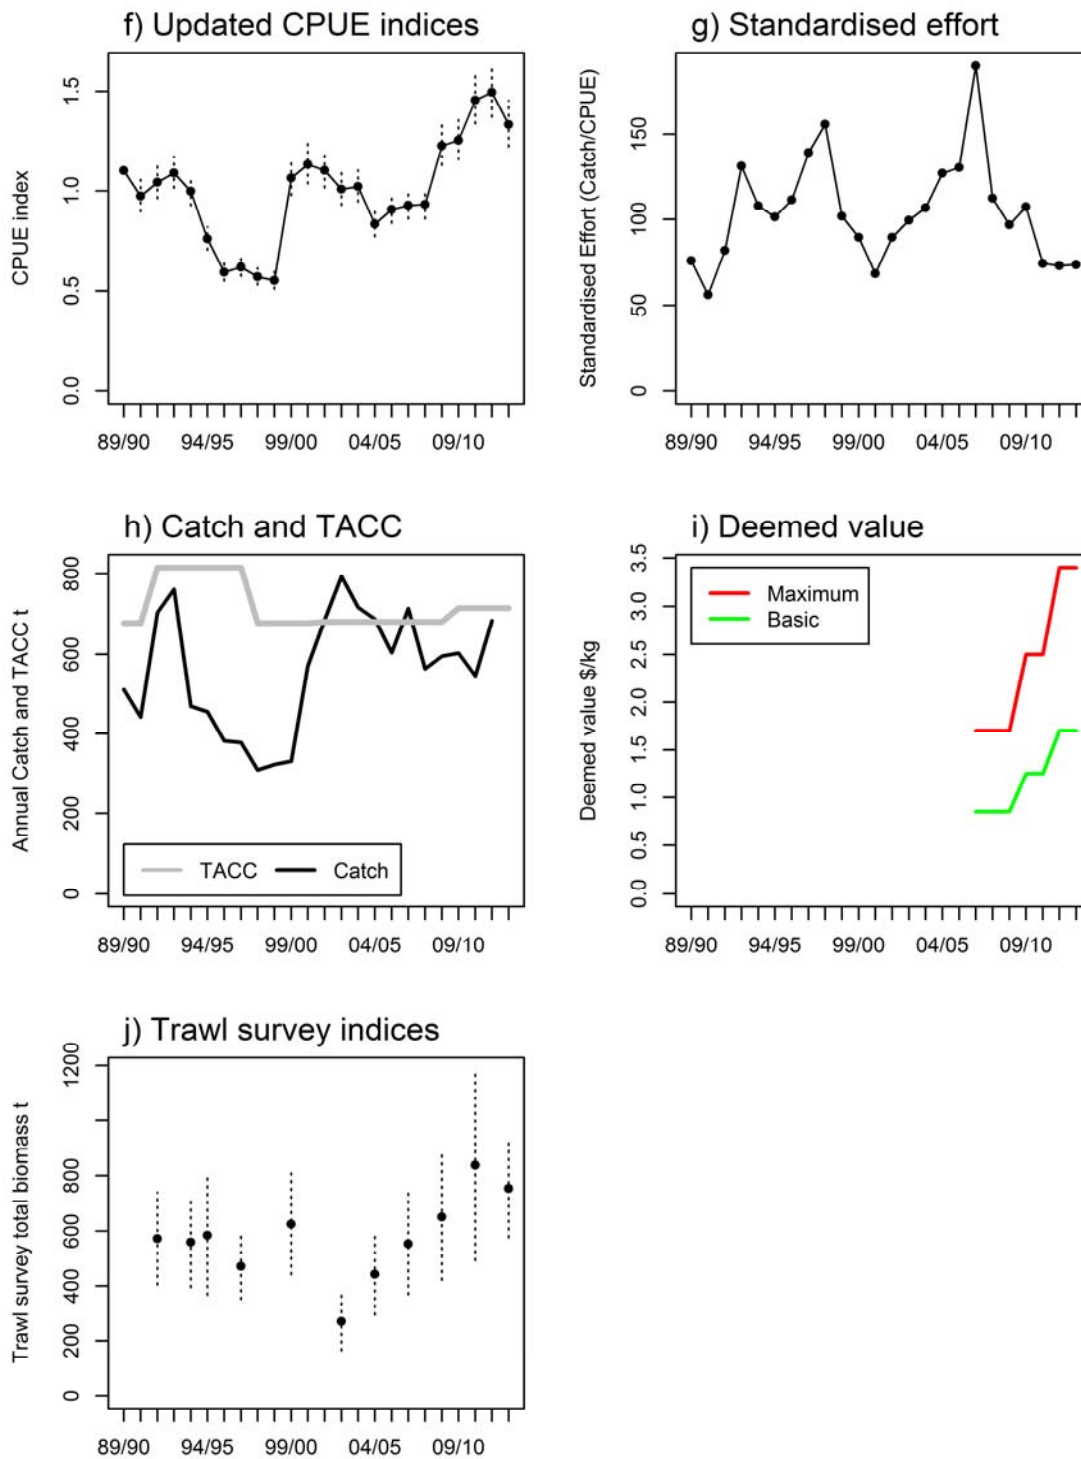 f) Updated CPUE indices
CPUE index
1.5
1.0
0.5
0.0
89/90 94/95 99/00 04/05 09/10
g) Standardised effort
Standardised Effort (Catch/CPUE)
150
100
50
0
89/90 94/95 99/00 04/05 09/10
h) Catch and TACC
Annual Catch and TACC t
800
600
400
200
0
TACC Catch
89/90 94/95 99/00 04/05 09/10
i) Deemed value
Deemed value $/kg
3.5
3.0
2.5
2.0
1.5
1.0
0.5
0.0
Maximum
Basic
89/90 94/95 99/00 04/05 09/10
j) Trawl survey indices
Trawl survey total biomass t
1200
800
600
400
200
0
89/90 94/95 99/00 04/05 09/10